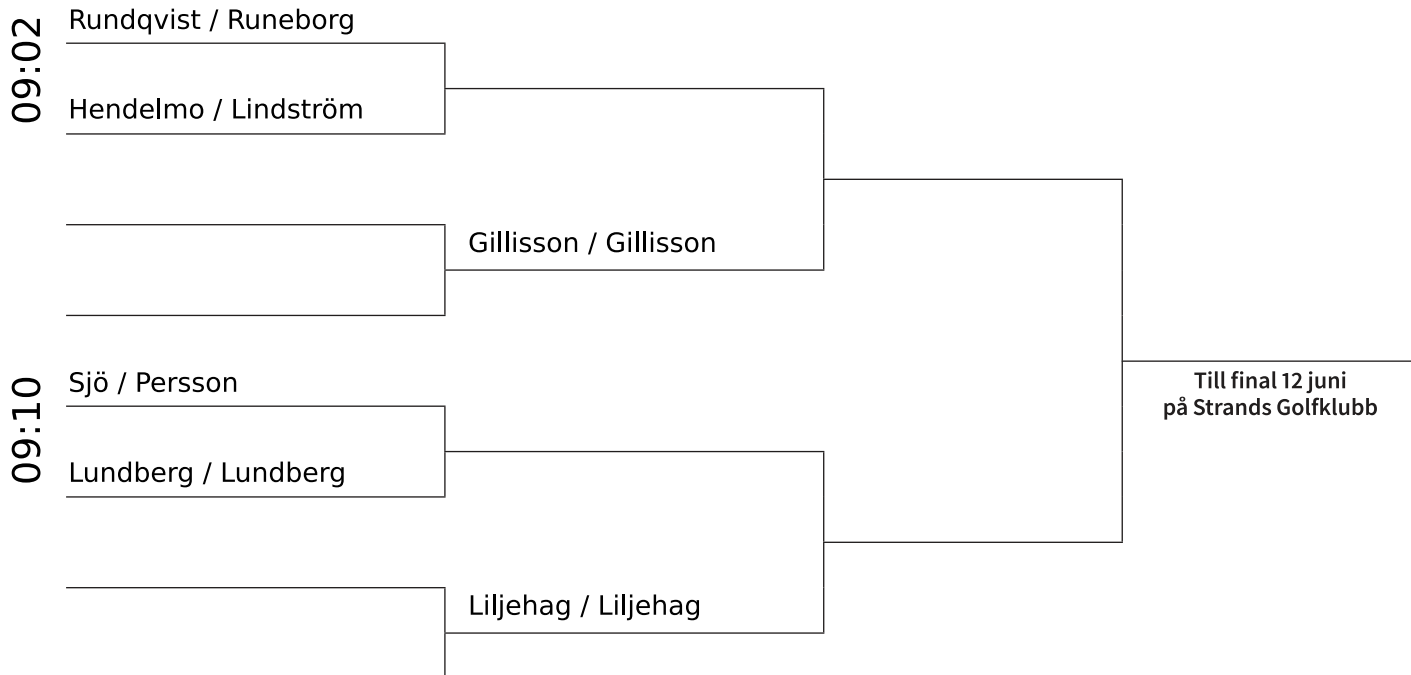 09:02
Rundqvist / Runeborg
Hendelmo / Lindström
Gillisson / Gillisson
09:10
Sjö / Persson
Till final 12 juni
på Strands Golfklubb
Lundberg / Lundberg
Liljehag / Liljehag